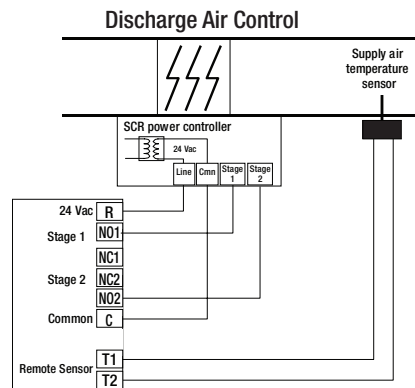 Discharge Air Control
Supply air
temperature
sensor
SCR power controller
24 Vac
Line
Cmn
Stage
1
Stage
2
24 Vac R
Stage 1 NO1
NC1
Stage 2 NC2
NO2
Common C
Remote Sensor T1
T2